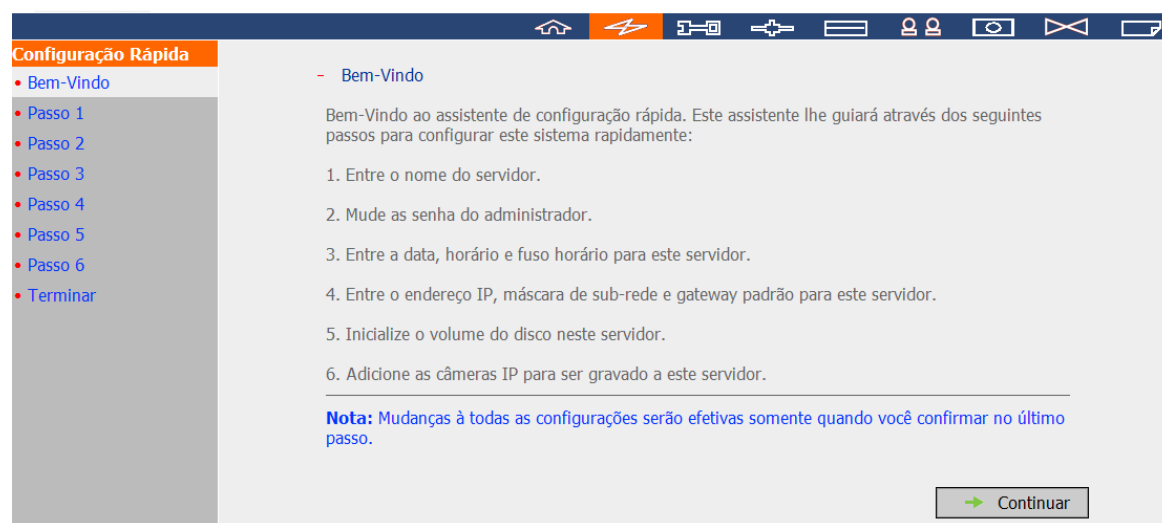 Configuração Rápida
• Bem-Vindo
• Passo 1
• Passo 2
• Passo 3
• Passo 4
• Passo 5
• Passo 6
• Terminar
- Bem-Vindo
Bem-Vindo ao assistente de configuração rápida. Este assistente lhe guiará através dos seguintes
passos para configurar este sistema rapidamente:
1. Entre o nome do servidor.
2. Mude as senha do administrador.
3. Entre a data, horário e fuso horário para este servidor.
4. Entre o endereço IP, máscara de sub-rede e gateway padrão para este servidor.
5. Inicialize o volume do disco neste servidor.
6. Adicione as câmeras IP para ser gravado a este servidor.
Nota: Mudanças à todas as configurações serão efetivas somente quando você confirmar no último
passo.
Continuar